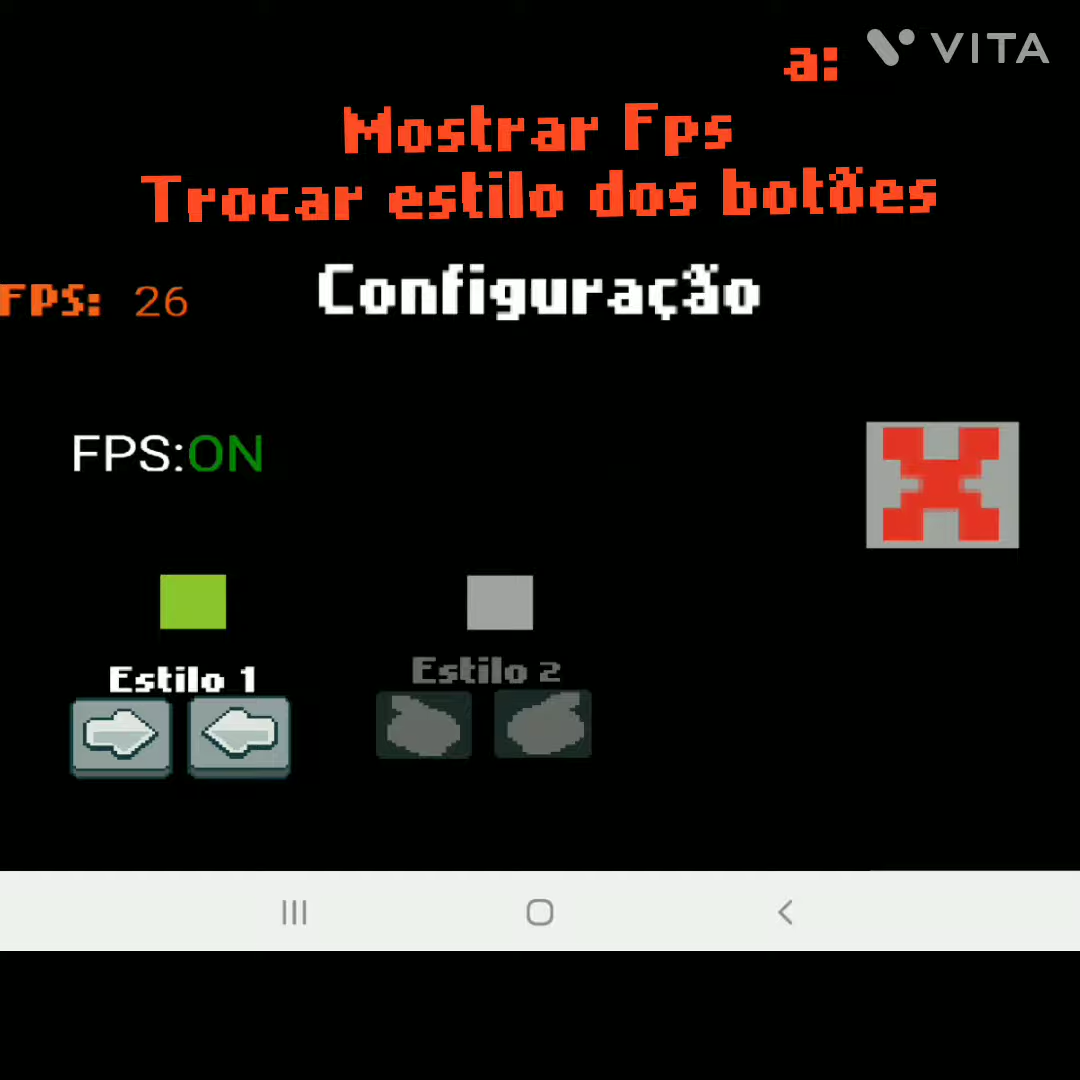 a:
VITA
Mostrar Fps
Trocar estilo dos botões
FPS: 26
Configuração
FPS:ON
Estilo 1
Estilo 2